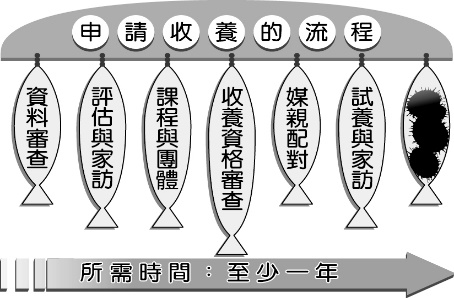 申請收養的流程
資料審查
評估與家訪
課程與團體
收養資格審查
媒親配對
試養與家訪
所需時間：至少一年